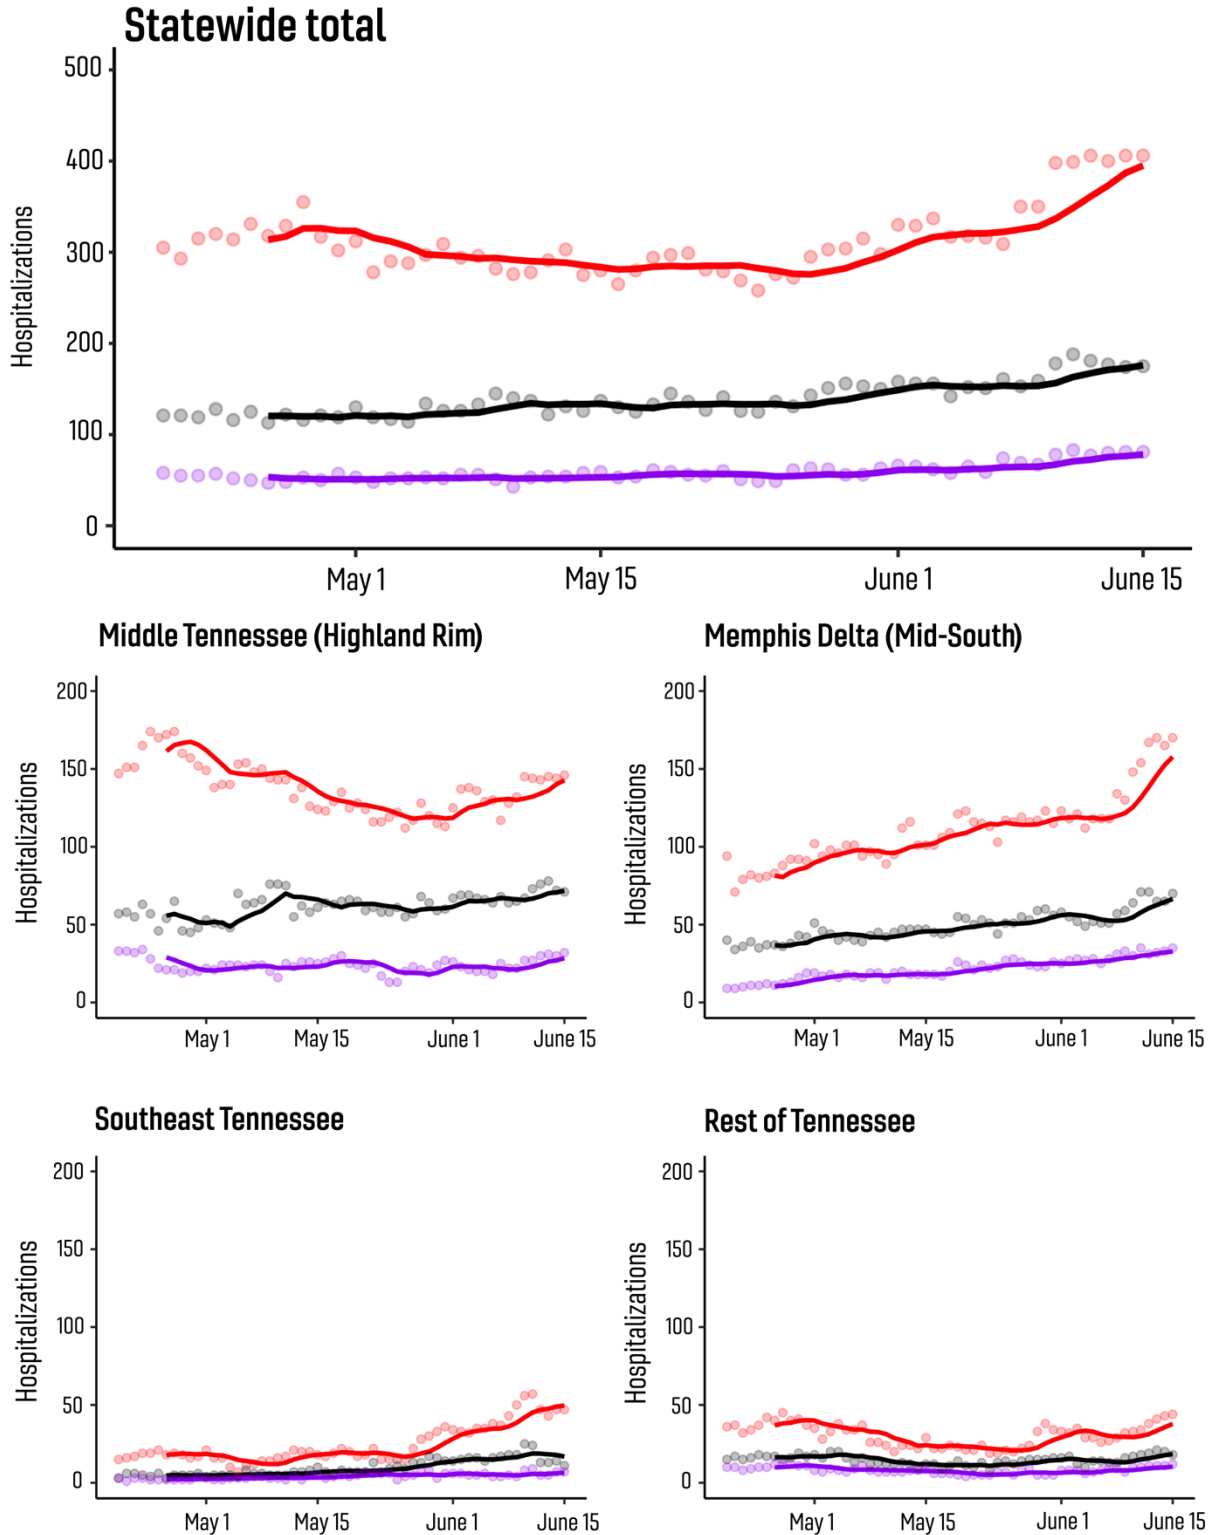 Statewide total
500
400
300
200
100
0
Hospitalizations
May 1
May 15
June 1
June 15
Middle Tennessee (Highland Rim)
200
150
100
50
0
Hospitalizations
May 1
May 15
June 1
June 15
Memphis Delta (Mid-South)
200
150
100
50
0
Hospitalizations
May 1
May 15
June 1
June 15
Southeast Tennessee
200
150
100
50
0
Hospitalizations
May 1
May 15
June 1
June 15
Rest of Tennessee
200
150
100
50
0
Hospitalizations
May 1
May 15
June 1
June 15